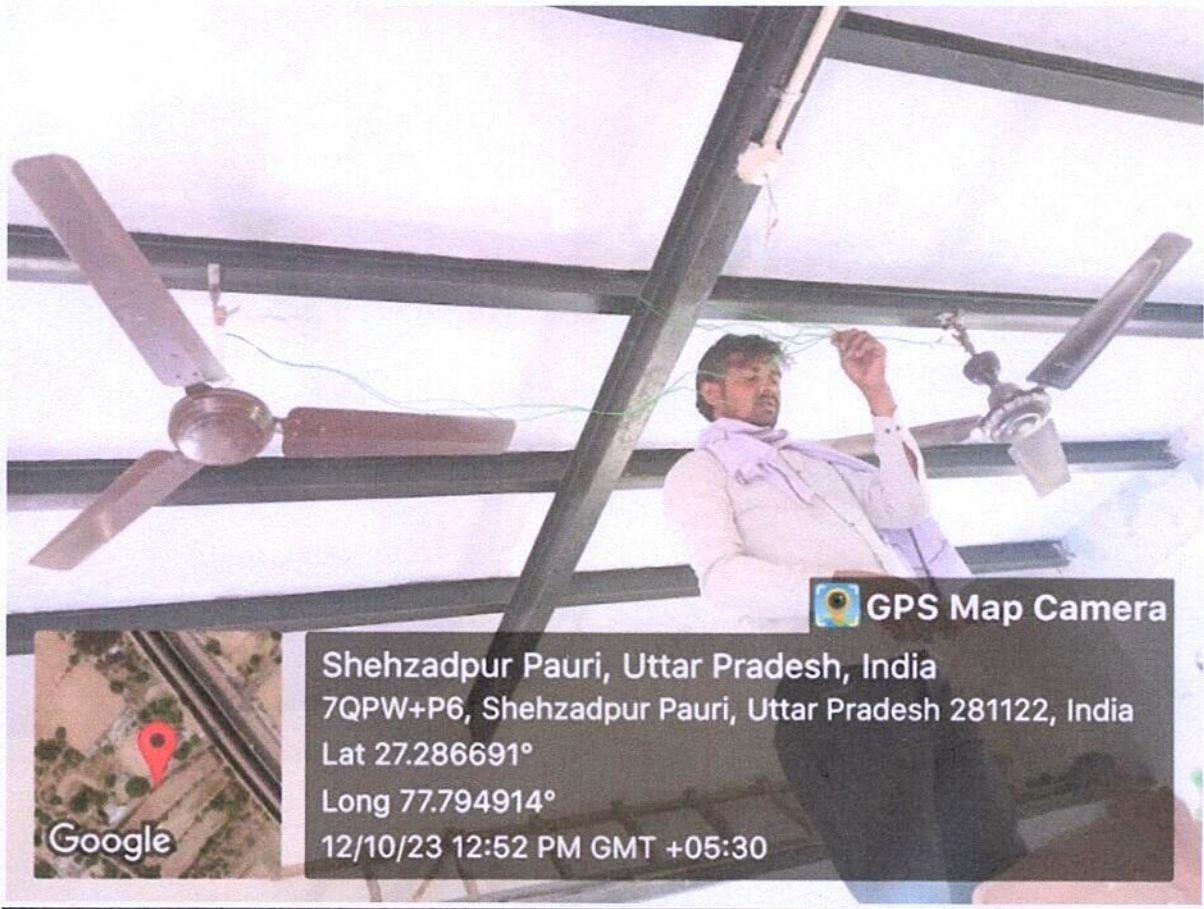 GPS Map Camera
Shehzadpur Pauri, Uttar Pradesh, India
7QPW+P6, Shehzadpur Pauri, Uttar Pradesh 281122, India
Lat 27.286691°
Long 77.794914°
12/10/23 12:52 PM GMT +05:30
Google